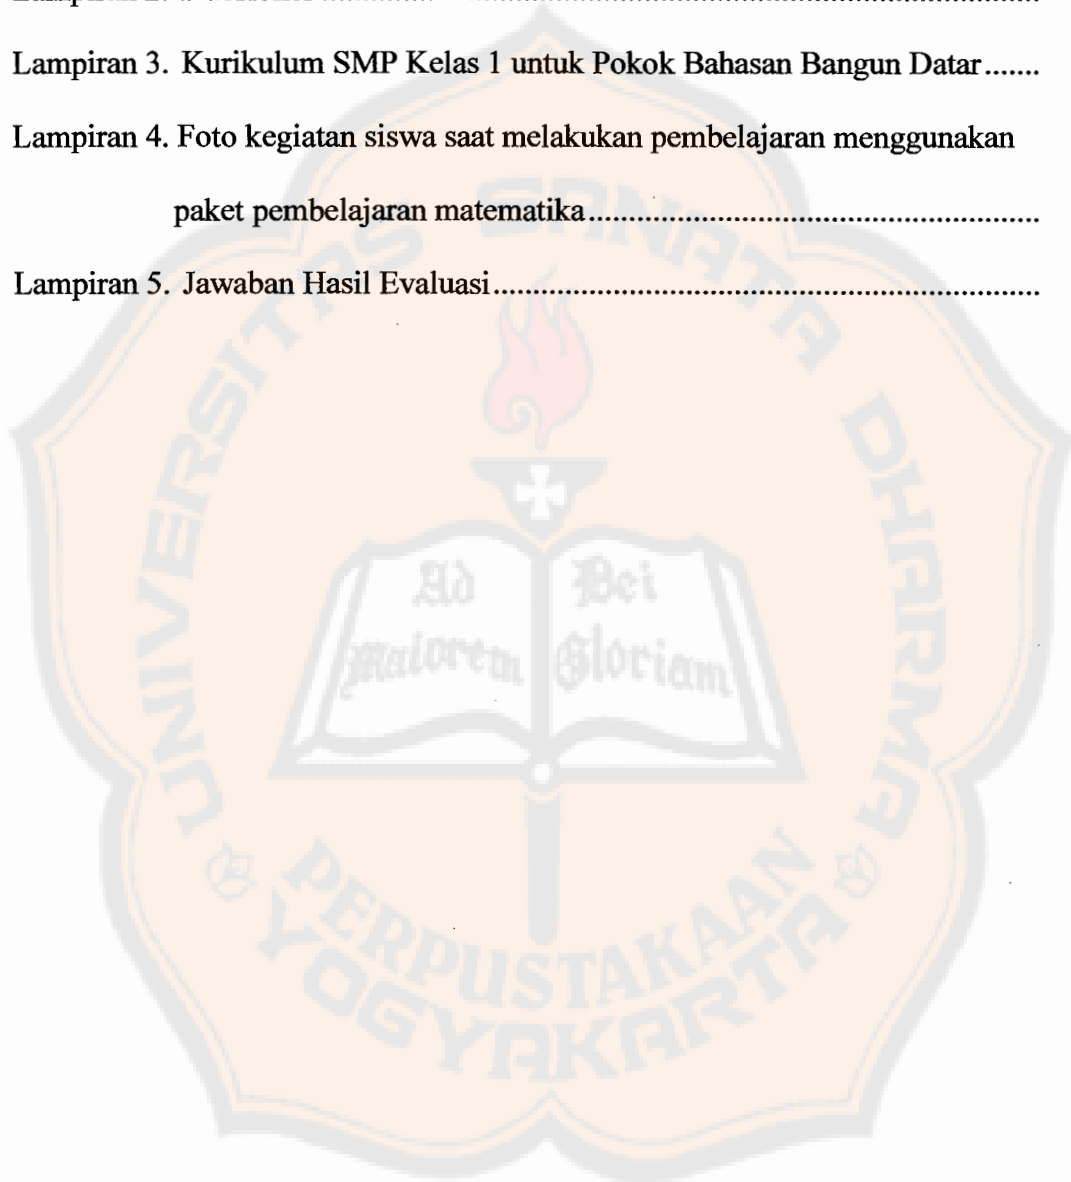 Lampiran 3. Kurikulum SMP Kelas 1 untuk Pokok Bahasan Bangun Datar.......
Lampiran 4. Foto kegiatan siswa saat melakukan pembelajaran menggunakan
paket pembelajaran matematika.........................................................
Lampiran 5. Jawaban Hasil Evaluasi.....................................................................
UNIVERSITAS SANATA DHARMA
Ad Dei
Maiorem Gloriam
PERPUSTAKAAN
YOGYAKARTA